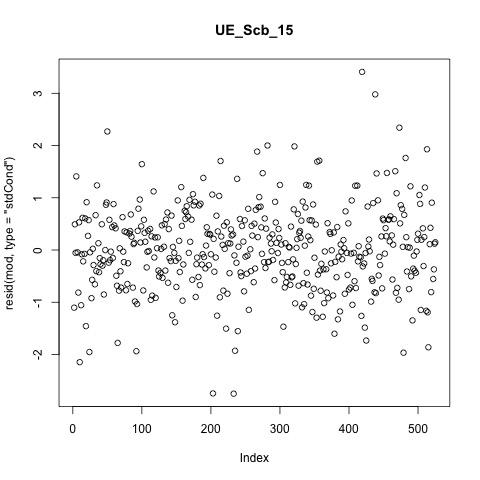 UE_Scb_15
resid(mod, type = "stdCond")
3
2
1
0
-1
-2
0 100 200 300 400 500
Index